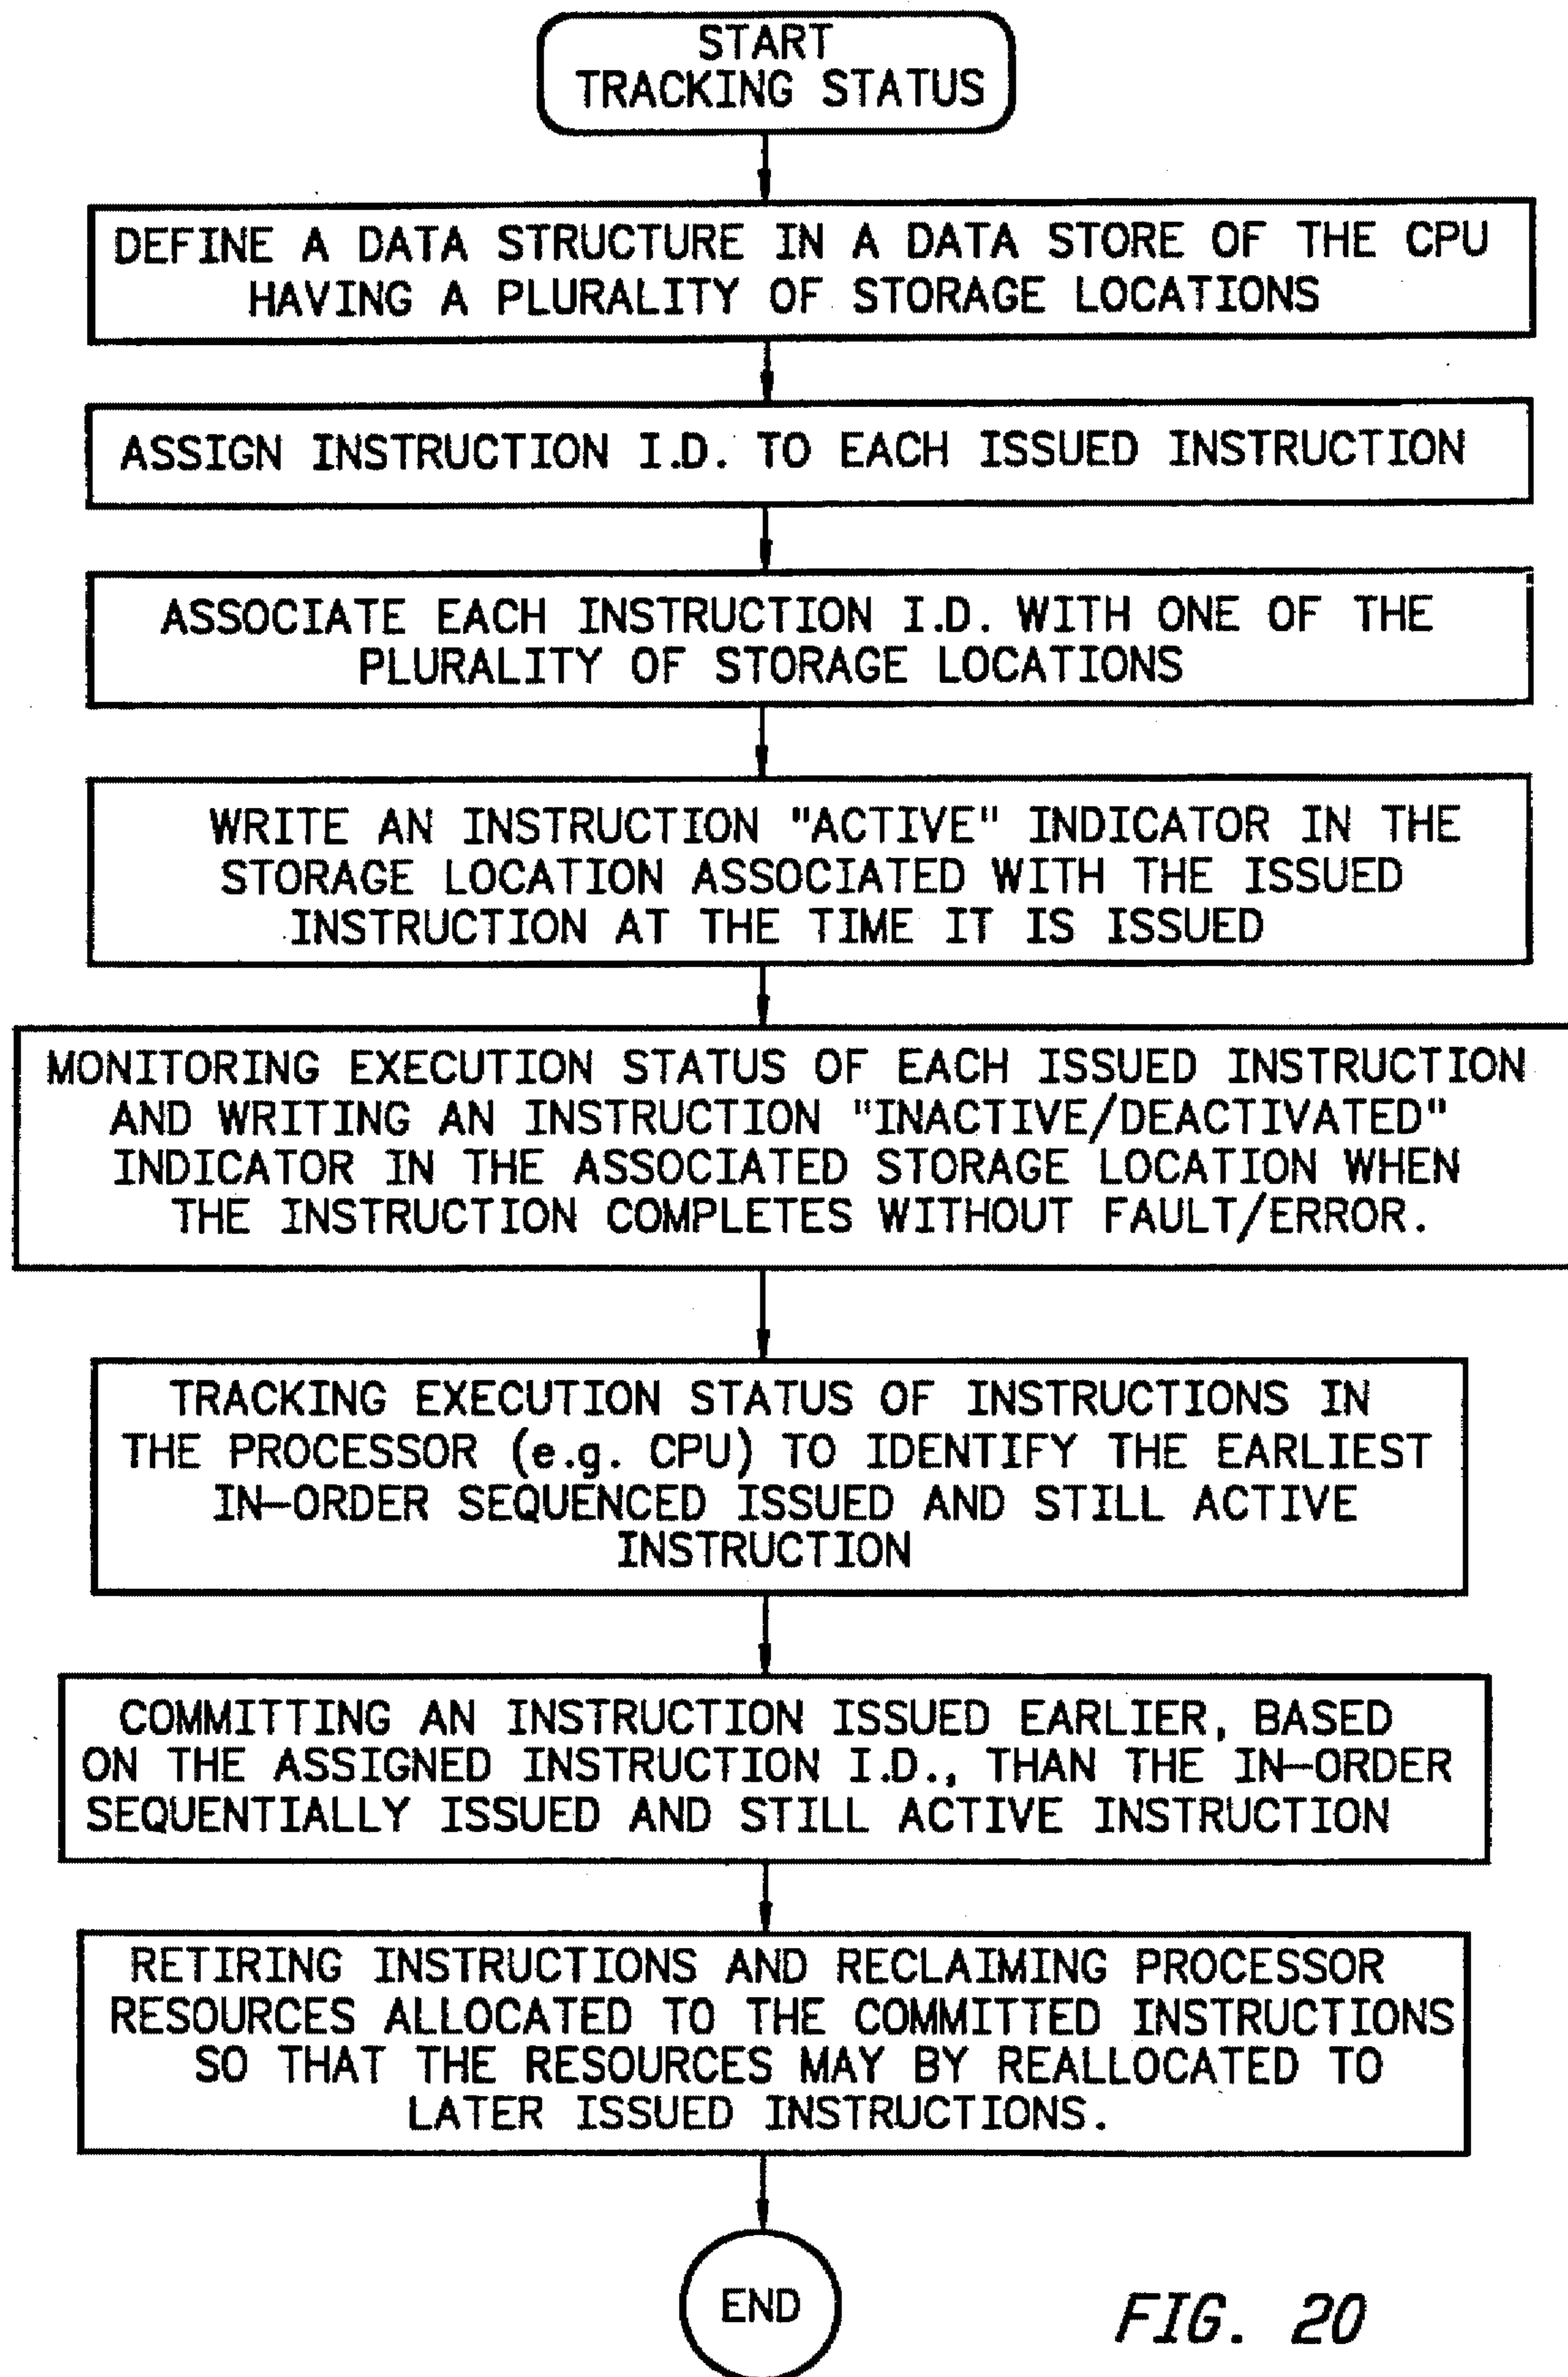 START
TRACKING STATUS
DEFINE A DATA STRUCTURE IN A DATA STORE OF THE CPU
HAVING A PLURALITY OF STORAGE LOCATIONS
ASSIGN INSTRUCTION I.D. TO EACH ISSUED INSTRUCTION
ASSOCIATE EACH INSTRUCTION I.D. WITH ONE OF THE
PLURALITY OF STORAGE LOCATIONS
WRITE AN INSTRUCTION "ACTIVE" INDICATOR IN THE
STORAGE LOCATION ASSOCIATED WITH THE ISSUED
INSTRUCTION AT THE TIME IT IS ISSUED
MONITORING EXECUTION STATUS OF EACH ISSUED INSTRUCTION
AND WRITING AN INSTRUCTION "INACTIVE/DEACTIVATED"
INDICATOR IN THE ASSOCIATED STORAGE LOCATION WHEN
THE INSTRUCTION COMPLETES WITHOUT FAULT/ERROR.
TRACKING EXECUTION STATUS OF INSTRUCTIONS IN
THE PROCESSOR (e.g. CPU) TO IDENTIFY THE EARLIEST
IN-ORDER SEQUENCED ISSUED AND STILL ACTIVE
INSTRUCTION
COMMITTING AN INSTRUCTION ISSUED EARLIER, BASED
ON THE ASSIGNED INSTRUCTION I.D., THAN THE IN-ORDER
SEQUENTIALLY ISSUED AND STILL ACTIVE INSTRUCTION
RETIRING INSTRUCTIONS AND RECLAIMING PROCESSOR
RESOURCES ALLOCATED TO THE COMMITTED INSTRUCTIONS
SO THAT THE RESOURCES MAY BY REALLOCATED TO
LATER ISSUED INSTRUCTIONS.
END
FIG. 20